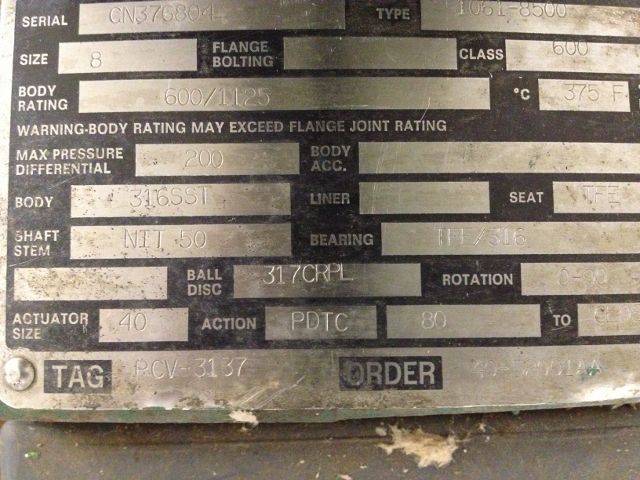 SERIAL CN376804 TYPE 1061-8500
SIZE 8 FLANGE BOLTING CLASS 600
BODY RATING 600/1125 °C 375 F
WARNING-BODY RATING MAY EXCEED FLANGE JOINT RATING
MAX PRESSURE DIFFERENTIAL 200 BODY ACC.
BODY 316SST LINER SEAT TFE
SHAFT STEM NIT 50 BEARING TFE/316
BALL DISC 317CRPL ROTATION 0-90
ACTUATOR SIZE 40 ACTION PDTC 80 TO
TAG RCV-3137 ORDER